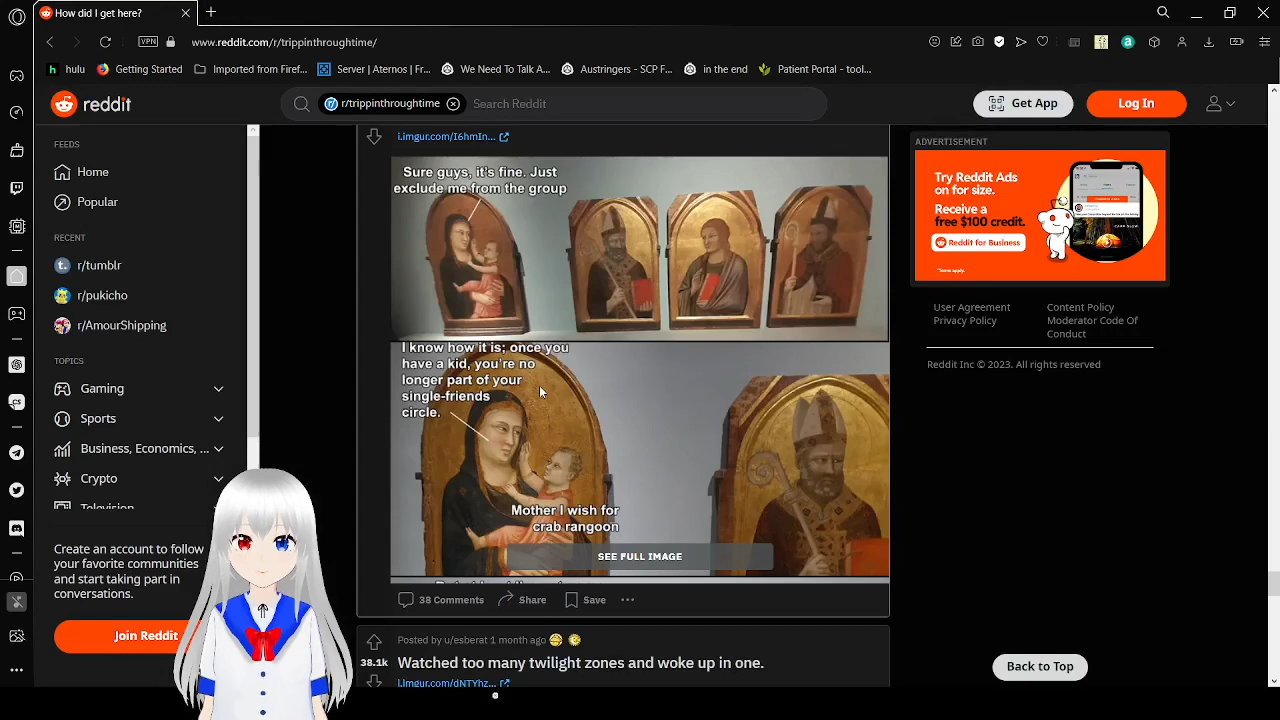 How did I get here?
VPN
www.reddit.com/r/trippinthroughtime/
hulu
Getting Started
Imported from Firef...
Server | Aternos | Fr...
We Need To Talk A...
Austringers - SCP F...
in the end
Patient Portal - tool...
reddit
r/trippinthroughtime
Search Reddit
Get App
Log In
FEEDS
Home
Popular
RECENT
r/tumblr
r/pukicho
r/AmourShipping
TOPICS
Gaming
Sports
Business, Economics, ...
Crypto
Television
Create an account to follow
your favorite communities
and start taking part in
conversations.
Join Reddit
i.imgur.com/I6hmIn...
Sure guys, it's fine. Just
exclude me from the group
I know how it is; once you
have a kid, you're no
longer part of your
single-friends
circle.
Mother I wish for
crab rangoon
SEE FULL IMAGE
38 Comments
Share
Save
Posted by u/esberat 1 month ago
38.1k
Watched too many twilight zones and woke up in one.
i.imgur.com/dNTYhz...
ADVERTISEMENT
Try Reddit Ads
on for size.
Receive a
free $100 credit.
Reddit for Business
*terms apply.
CAMP GLOW
User Agreement
Privacy Policy
Content Policy
Moderator Code Of
Conduct
Reddit Inc © 2023. All rights reserved
Back to Top